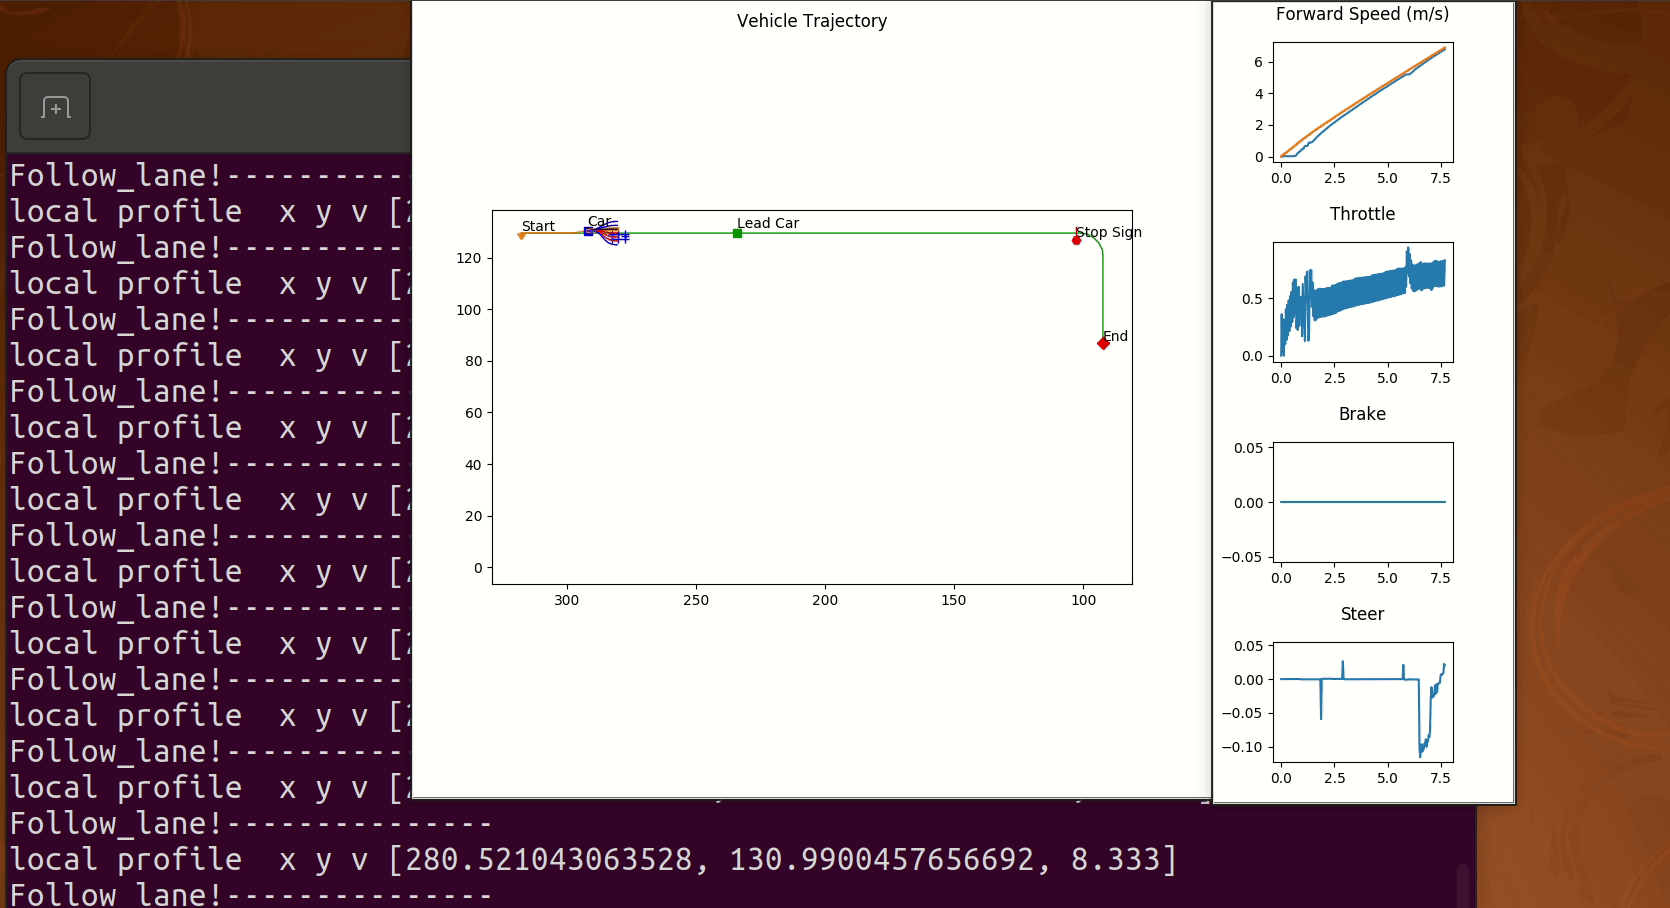 Vehicle Trajectory
Start
Car
Lead Car
Stop Sign
End
120
100
80
60
40
20
0
300 250 200 150 100
Forward Speed (m/s)
6
4
2
0
0.0 2.5 5.0 7.5
Throttle
0.5
0.0
0.0 2.5 5.0 7.5
Brake
0.05
0.00
−0.05
0.0 2.5 5.0 7.5
Steer
0.05
0.00
−0.05
−0.10
0.0 2.5 5.0 7.5
Follow_lane!----------
local profile  x y v [
Follow_lane!----------
local profile  x y v [
Follow_lane!----------
local profile  x y v [
Follow_lane!----------
local profile  x y v [
Follow_lane!----------
local profile  x y v [
Follow_lane!----------
local profile  x y v [
Follow_lane!----------
local profile  x y v [
Follow_lane!----------
local profile  x y v [
Follow_lane!----------
local profile  x y v [
Follow_lane!---------------
local profile  x y v [280.521043063528, 130.9900457656692, 8.333]
Follow_lane!---------------